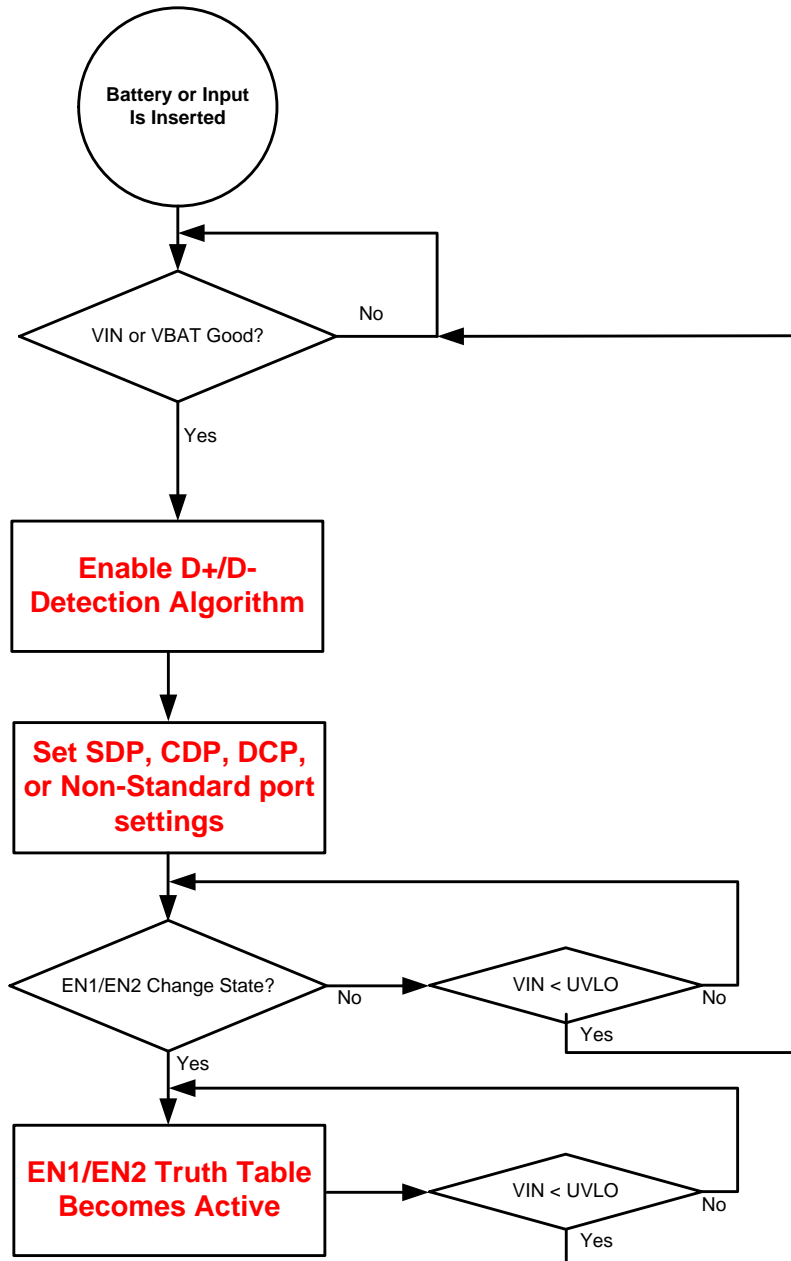 Battery or Input
Is Inserted
VIN or VBAT Good?
No
Yes
Enable D+/D-
Detection Algorithm
Set SDP, CDP, DCP,
or Non-Standard port
settings
EN1/EN2 Change State?
No
VIN < UVLO
No
Yes
Yes
EN1/EN2 Truth Table
Becomes Active
VIN < UVLO
No
Yes